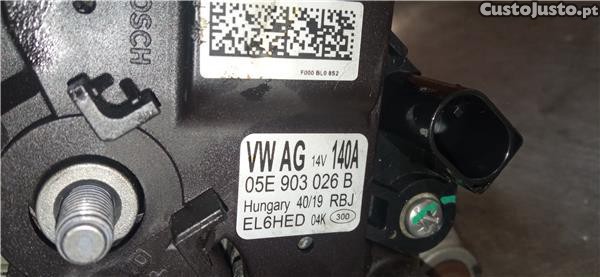 CustoJusto.pt
BOSCH
F000 BL0 852
VW AG 14V 140A
05E 903 026 B
Hungary 40/19 RBJ
EL6HED 04K 300